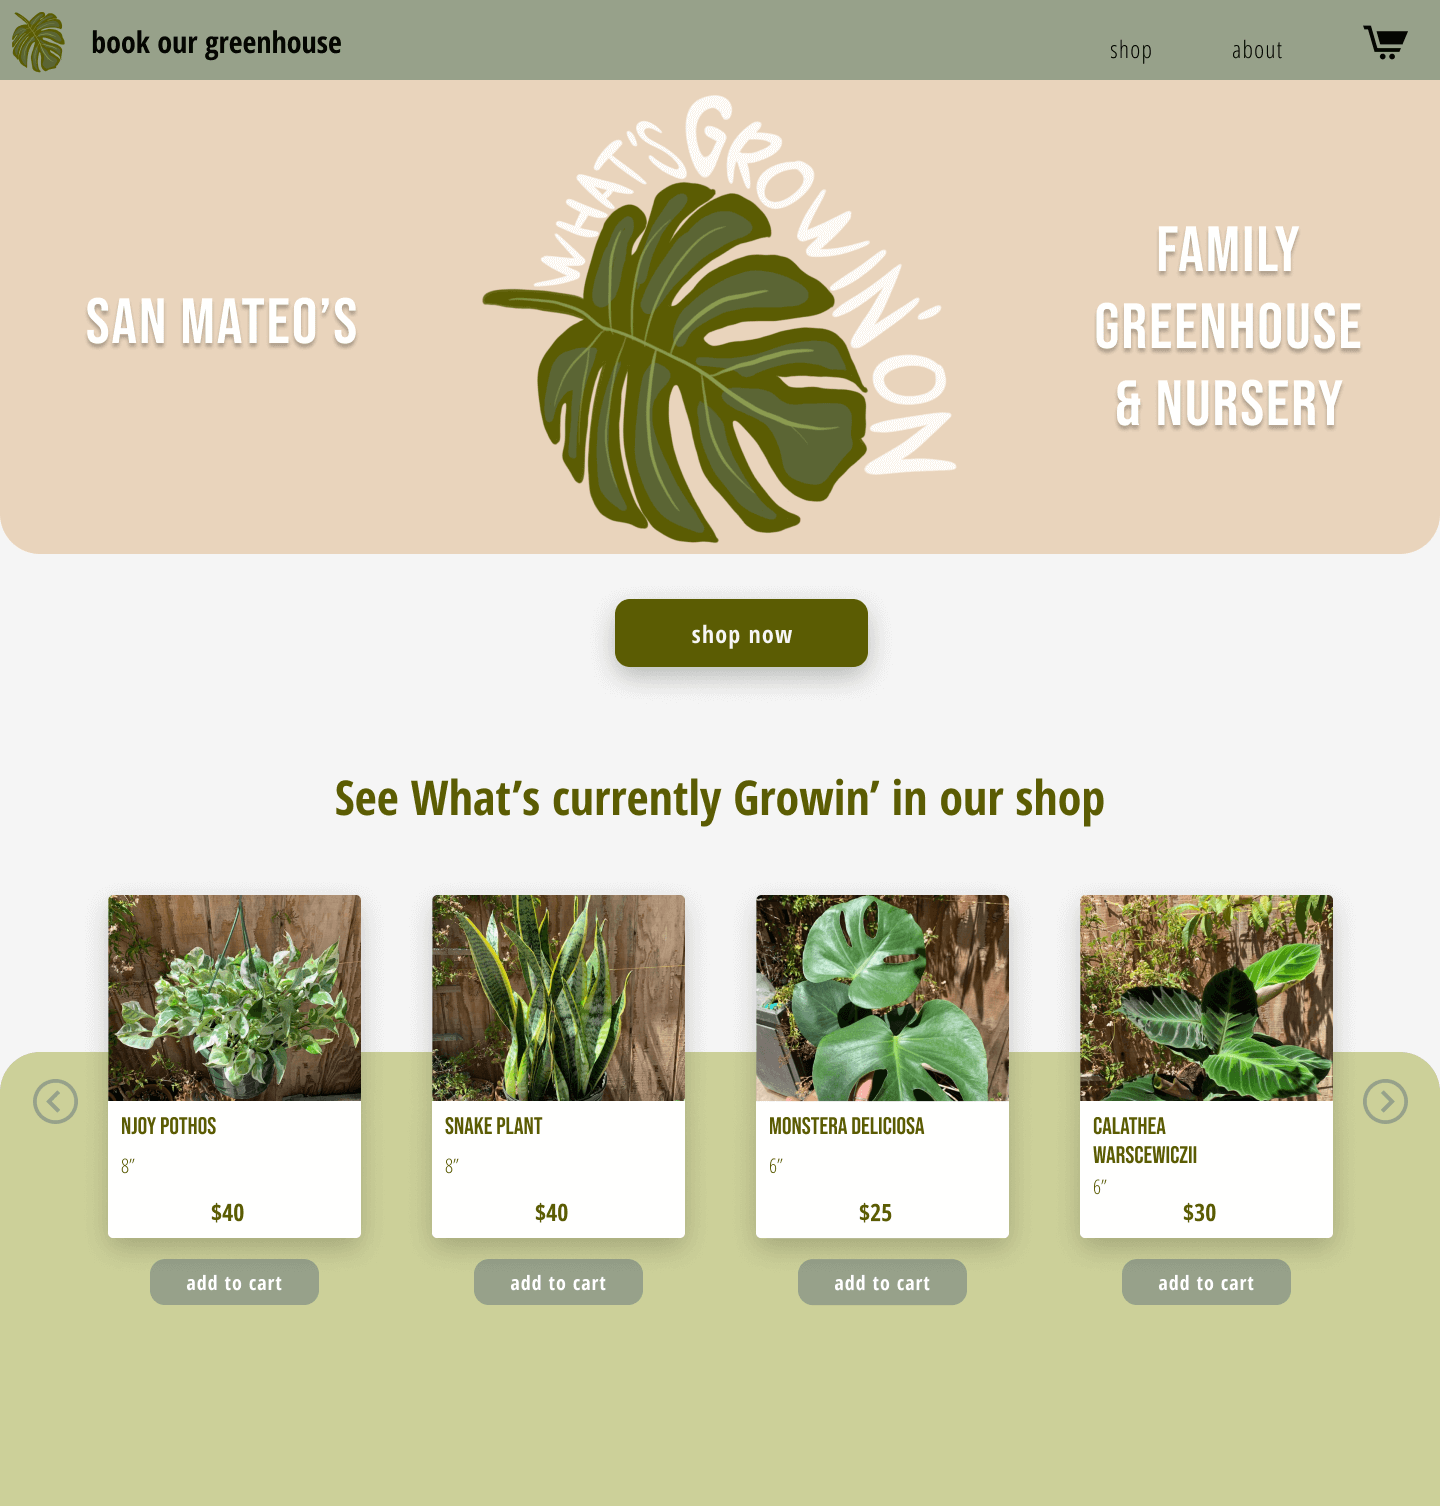 book our greenhouse
shop
about
WHAT'S GROWIN' ON
SAN MATEO’S
FAMILY
GREENHOUSE
& NURSERY
shop now
See What’s currently Growin’ in our shop
NJOY POTHOS
8”
$40
add to cart
SNAKE PLANT
8”
$40
add to cart
MONSTERA DELICIOSA
6”
$25
add to cart
CALATHEA
WARSCEWICZII
6”
$30
add to cart